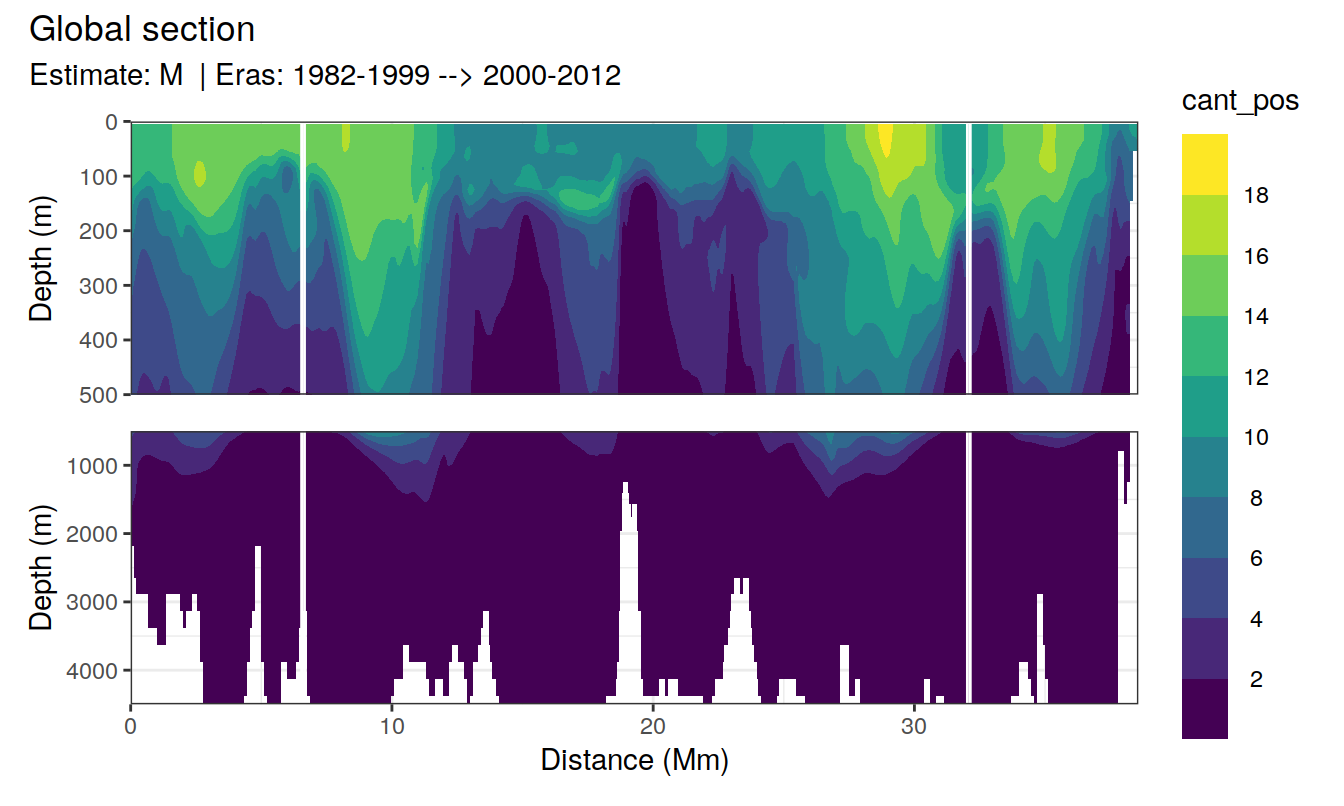 Global section
Estimate: M | Eras: 1982-1999 --> 2000-2012
cant_pos
0
100
200
300
400
500
Depth (m)
18
16
14
12
10
8
6
4
2
1000
2000
3000
4000
Depth (m)
0 10 20 30
Distance (Mm)